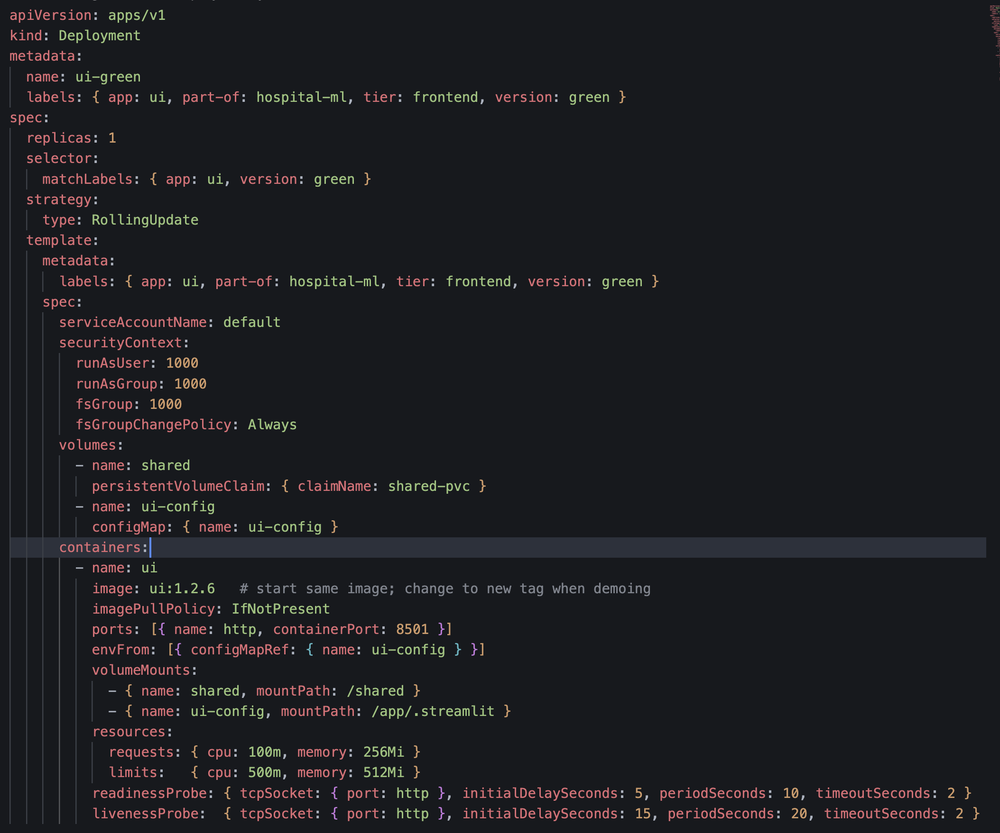 apiVersion: apps/v1
kind: Deployment
metadata:
  name: ui-green
  labels: { app: ui, part-of: hospital-ml, tier: frontend, version: green }
spec:
  replicas: 1
  selector:
    matchLabels: { app: ui, version: green }
  strategy:
    type: RollingUpdate
  template:
    metadata:
      labels: { app: ui, part-of: hospital-ml, tier: frontend, version: green }
    spec:
      serviceAccountName: default
      securityContext:
        runAsUser: 1000
        runAsGroup: 1000
        fsGroup: 1000
        fsGroupChangePolicy: Always
      volumes:
        - name: shared
          persistentVolumeClaim: { claimName: shared-pvc }
        - name: ui-config
          configMap: { name: ui-config }
      containers:
        - name: ui
          image: ui:1.2.6   # start same image; change to new tag when demoing
          imagePullPolicy: IfNotPresent
          ports: [{ name: http, containerPort: 8501 }]
          envFrom: [{ configMapRef: { name: ui-config } }]
          volumeMounts:
            - { name: shared, mountPath: /shared }
            - { name: ui-config, mountPath: /app/.streamlit }
          resources:
            requests: { cpu: 100m, memory: 256Mi }
            limits:   { cpu: 500m, memory: 512Mi }
          readinessProbe: { tcpSocket: { port: http }, initialDelaySeconds: 5, periodSeconds: 10, timeoutSeconds: 2 }
          livenessProbe:  { tcpSocket: { port: http }, initialDelaySeconds: 15, periodSeconds: 20, timeoutSeconds: 2 }